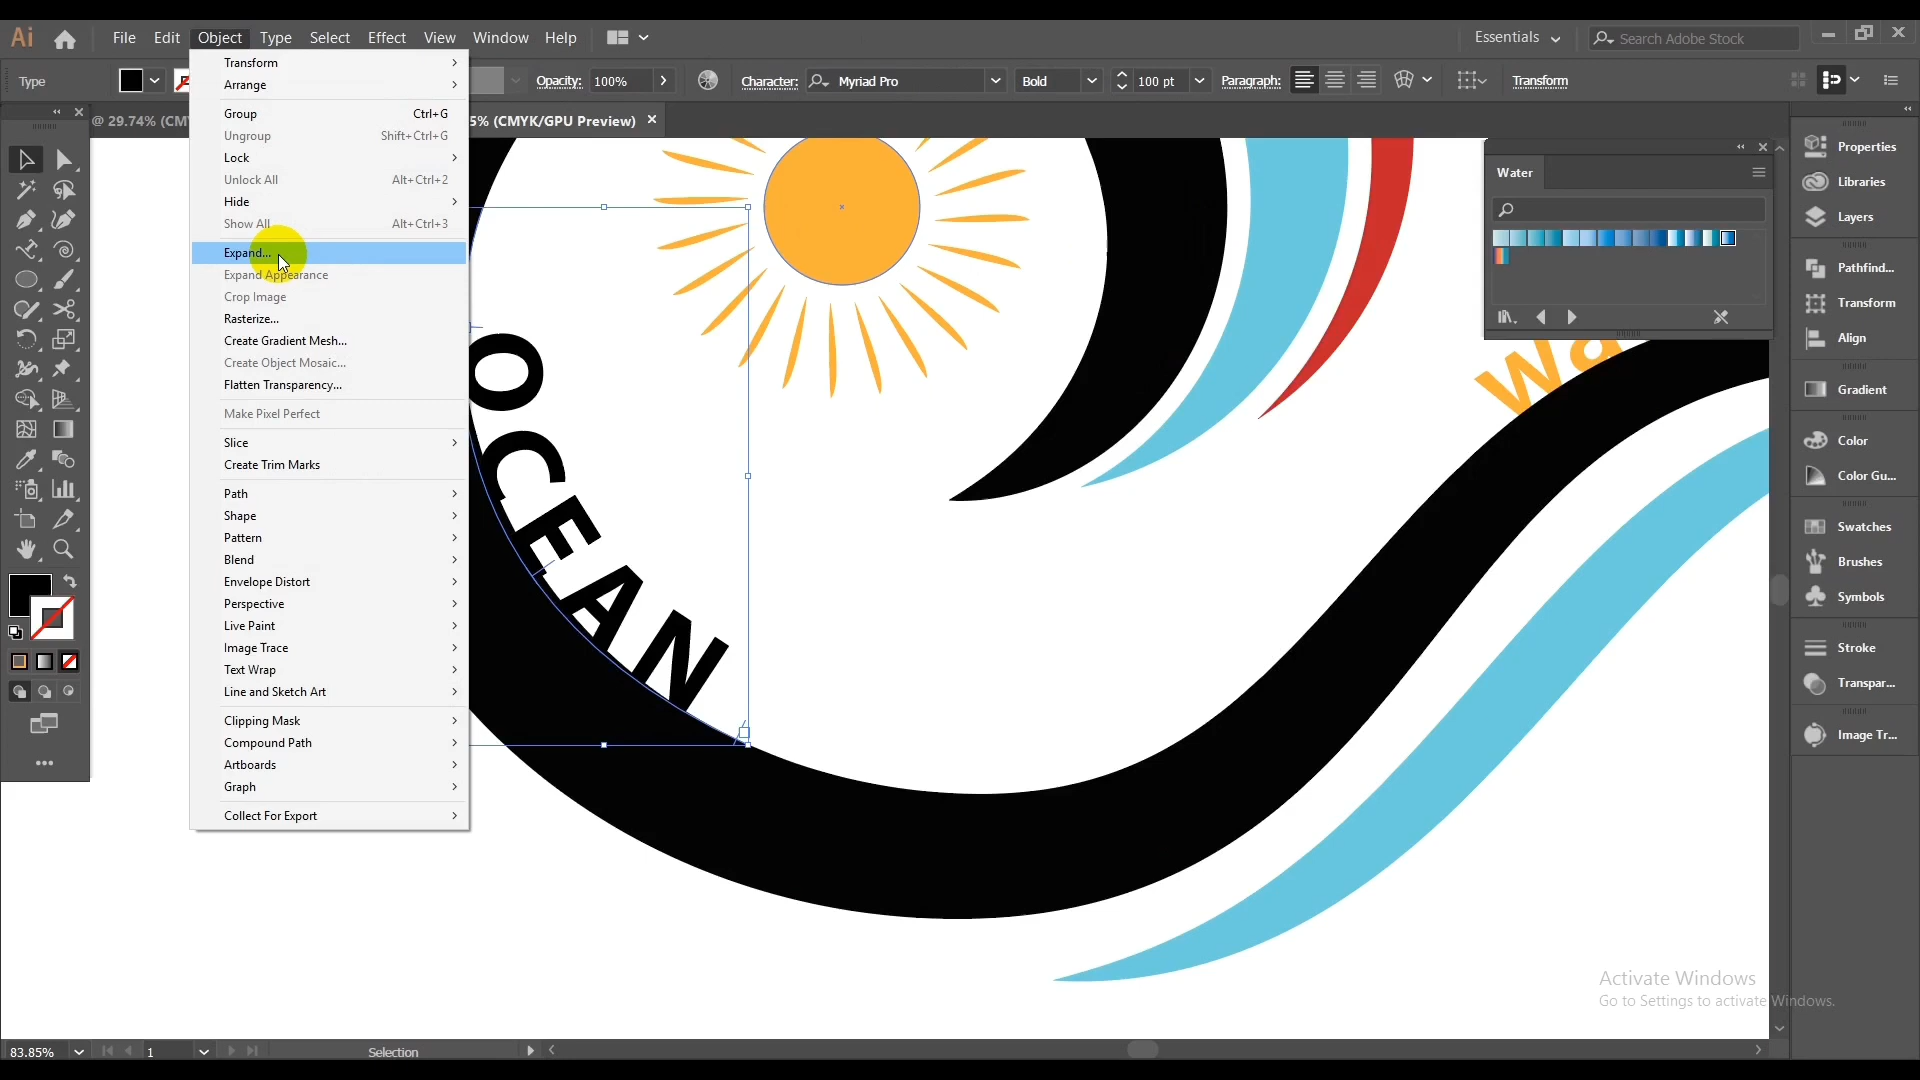 Ai File Edit Object Type Select Effect View Window Help Essentials Search Adobe Stock
Type Opacity: 100% Character: Myriad Pro Bold 100 pt Paragraph: Transform
@ 29.74% (CM 5% (CMYK/GPU Preview)
Transform
Arrange
Group Ctrl+G
Ungroup Shift+Ctrl+G
Lock
Unlock All Alt+Ctrl+2
Hide
Show All Alt+Ctrl+3
Expand...
Expand Appearance
Crop Image
Rasterize...
Create Gradient Mesh...
Create Object Mosaic...
Flatten Transparency...
Make Pixel Perfect
Slice
Create Trim Marks
Path
Shape
Pattern
Blend
Envelope Distort
Perspective
Live Paint
Image Trace
Text Wrap
Line and Sketch Art
Clipping Mask
Compound Path
Artboards
Graph
Collect For Export
OCEAN
Wa
Water
Properties
Libraries
Layers
Pathfind...
Transform
Align
Gradient
Color
Color Gu...
Swatches
Brushes
Symbols
Stroke
Transpar...
Image Tr...
Activate Windows
Go to Settings to activate Windows.
83.85% 1 Selection